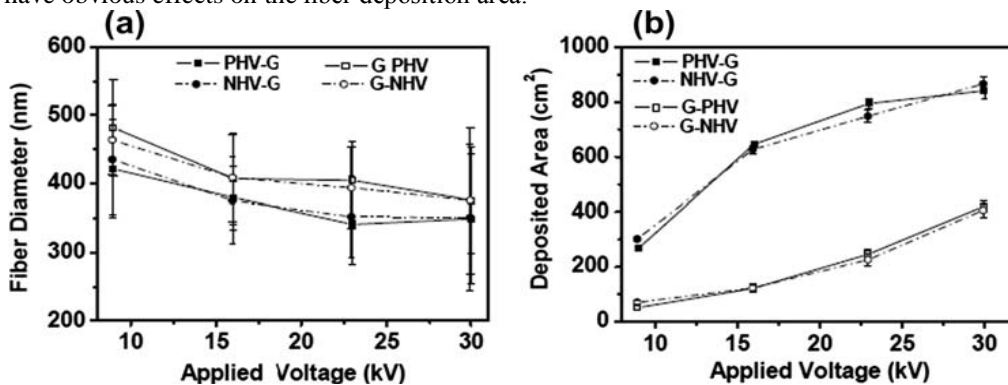 have obvious effects on the fiber deposition area.
(a)
600
500
400
300
200
10 15 20 25 30
Fiber Diameter (nm)
Applied Voltage (kV)
PHV-G
NHV-G
G PHV
G-NHV
(b)
1000
800
600
400
200
0
10 15 20 25 30
Deposited Area (cm²)
Applied Voltage (kV)
PHV-G
NHV-G
G-PHV
G-NHV